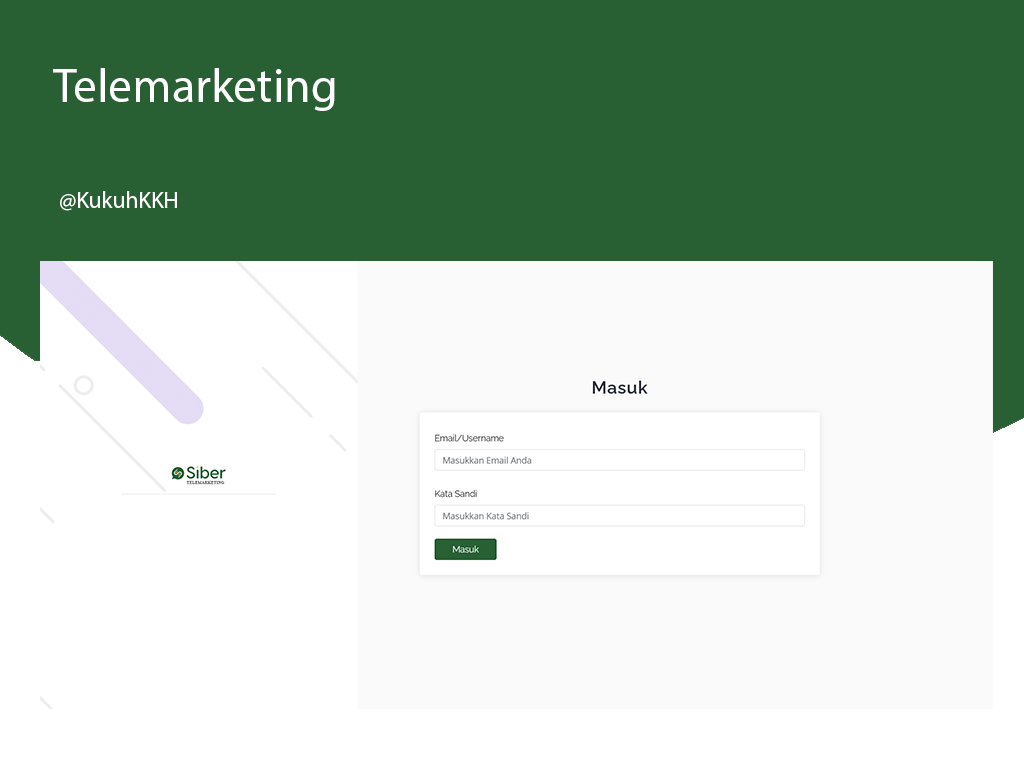 Telemarketing
@KukuhKKH
Masuk
Siber
TELEMARKETING
Email/Username
Masukkan Email Anda
Kata Sandi
Masukkan Kata Sandi
Masuk